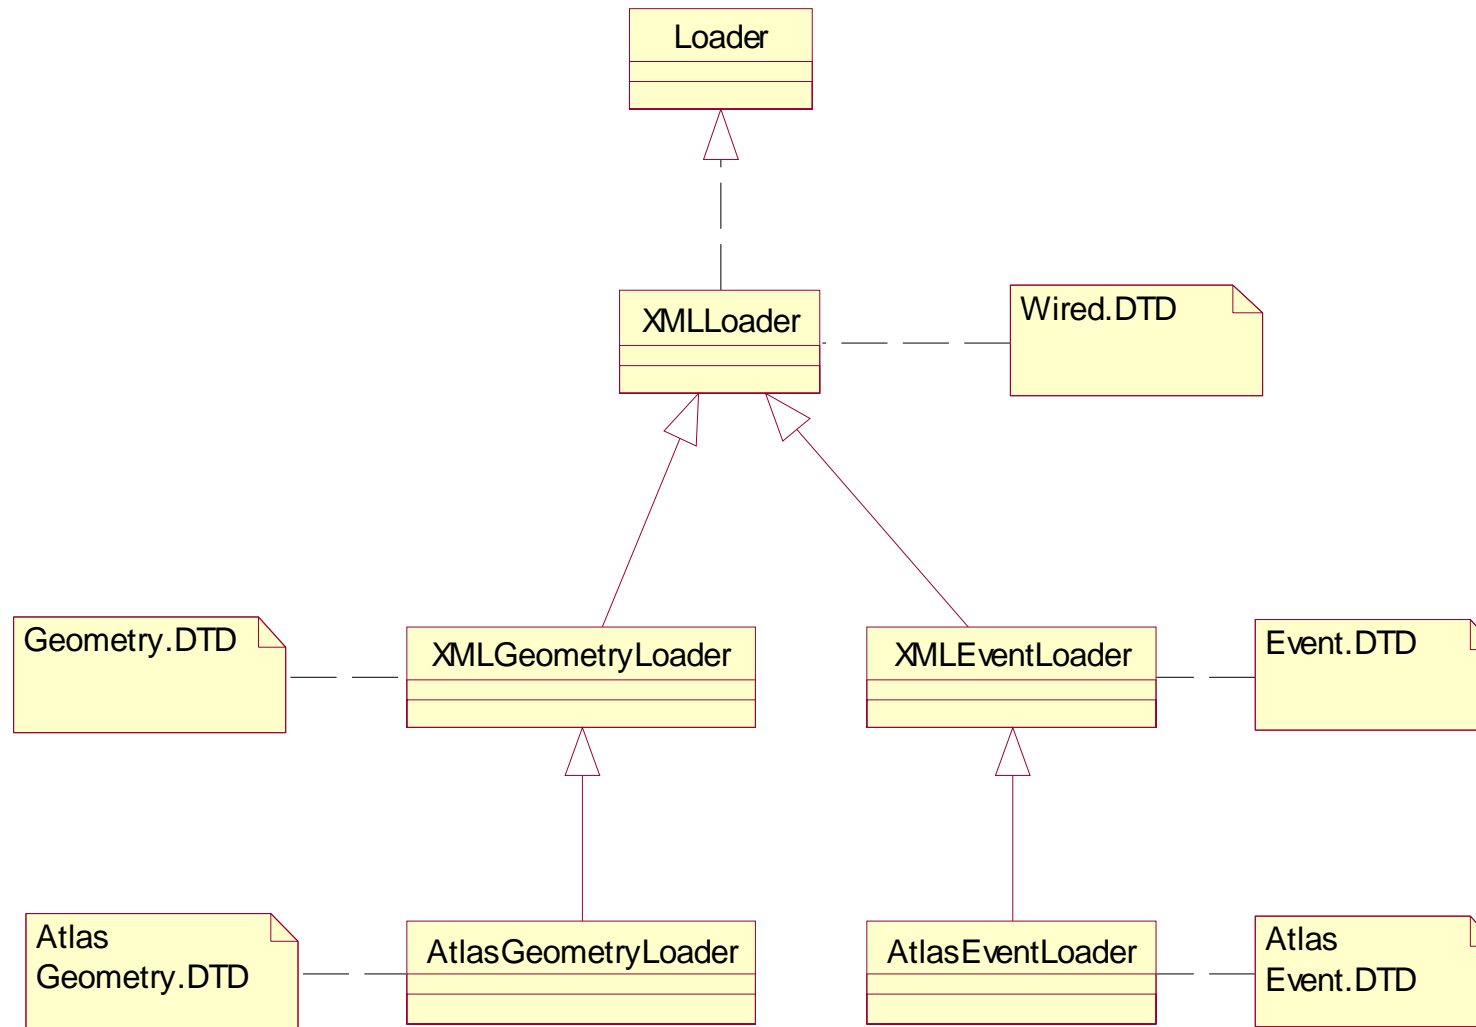 Loader
XMLLoader
Wired.DTD
Geometry.DTD
XMLGeometryLoader
XMLEventLoader
Event.DTD
Atlas
Geometry.DTD
AtlasGeometryLoader
AtlasEventLoader
Atlas
Event.DTD